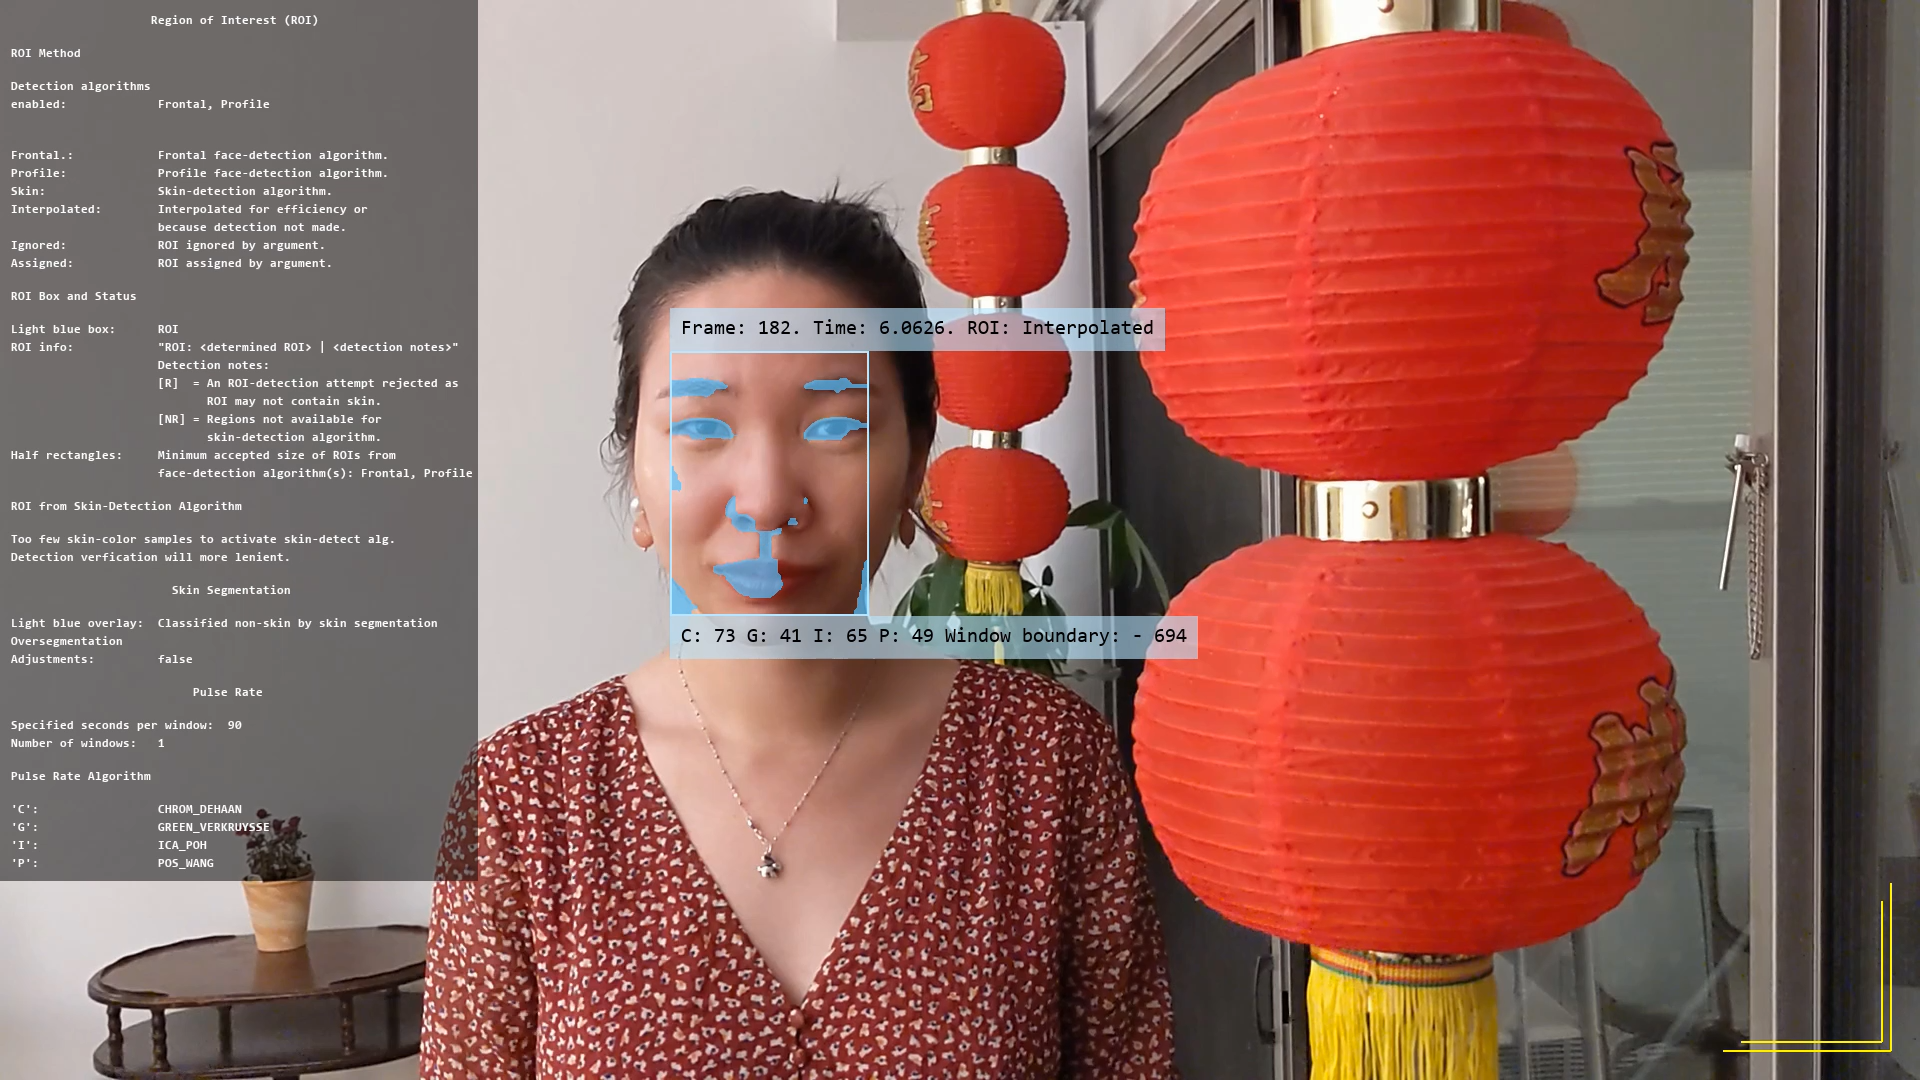 Region of Interest (ROI)
ROI Method
Detection algorithms
enabled: Frontal, Profile
Frontal.: Frontal face-detection algorithm.
Profile: Profile face-detection algorithm.
Skin: Skin-detection algorithm.
Interpolated: Interpolated for efficiency or
because detection not made.
Ignored: ROI ignored by argument.
Assigned: ROI assigned by argument.
ROI Box and Status
Light blue box: ROI
ROI info: "ROI: <determined ROI> | <detection notes>"
Detection notes:
[R] = An ROI-detection attempt rejected as
ROI may not contain skin.
[NR] = Regions not available for
skin-detection algorithm.
Half rectangles: Minimum accepted size of ROIs from
face-detection algorithm(s): Frontal, Profile
ROI from Skin-Detection Algorithm
Too few skin-color samples to activate skin-detect alg.
Detection verfication will more lenient.
Skin Segmentation
Light blue overlay: Classified non-skin by skin segmentation
Oversegmentation
Adjustments: false
Pulse Rate
Specified seconds per window: 90
Number of windows: 1
Pulse Rate Algorithm
'C': CHROM_DEHAAN
'G': GREEN_VERKRUYSSE
'I': ICA_POH
'P': POS_WANG
Frame: 182. Time: 6.0626. ROI: Interpolated
C: 73 G: 41 I: 65 P: 49 Window boundary: - 694